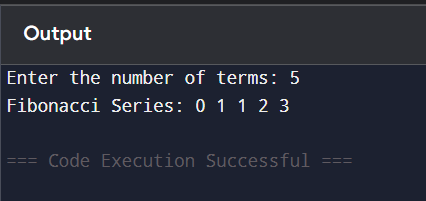 Output
Enter the number of terms: 5
Fibonacci Series: 0 1 1 2 3
=== Code Execution Successful ===